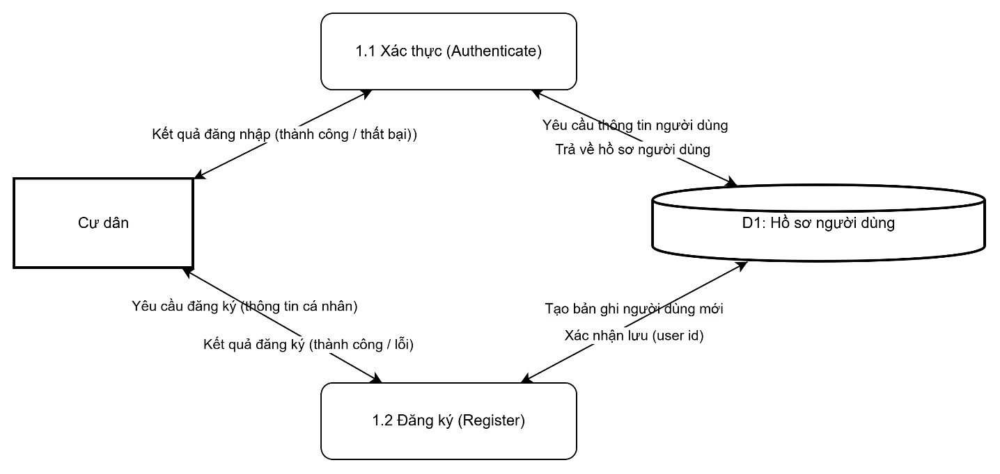 1.1 Xác thực (Authenticate)
Kết quả đăng nhập (thành công / thất bại))
Yêu cầu thông tin người dùng
Trả về hồ sơ người dùng
Cư dân
D1: Hồ sơ người dùng
Yêu cầu đăng ký (thông tin cá nhân)
Kết quả đăng ký (thành công / lỗi)
Tạo bản ghi người dùng mới
Xác nhận lưu (user id)
1.2 Đăng ký (Register)